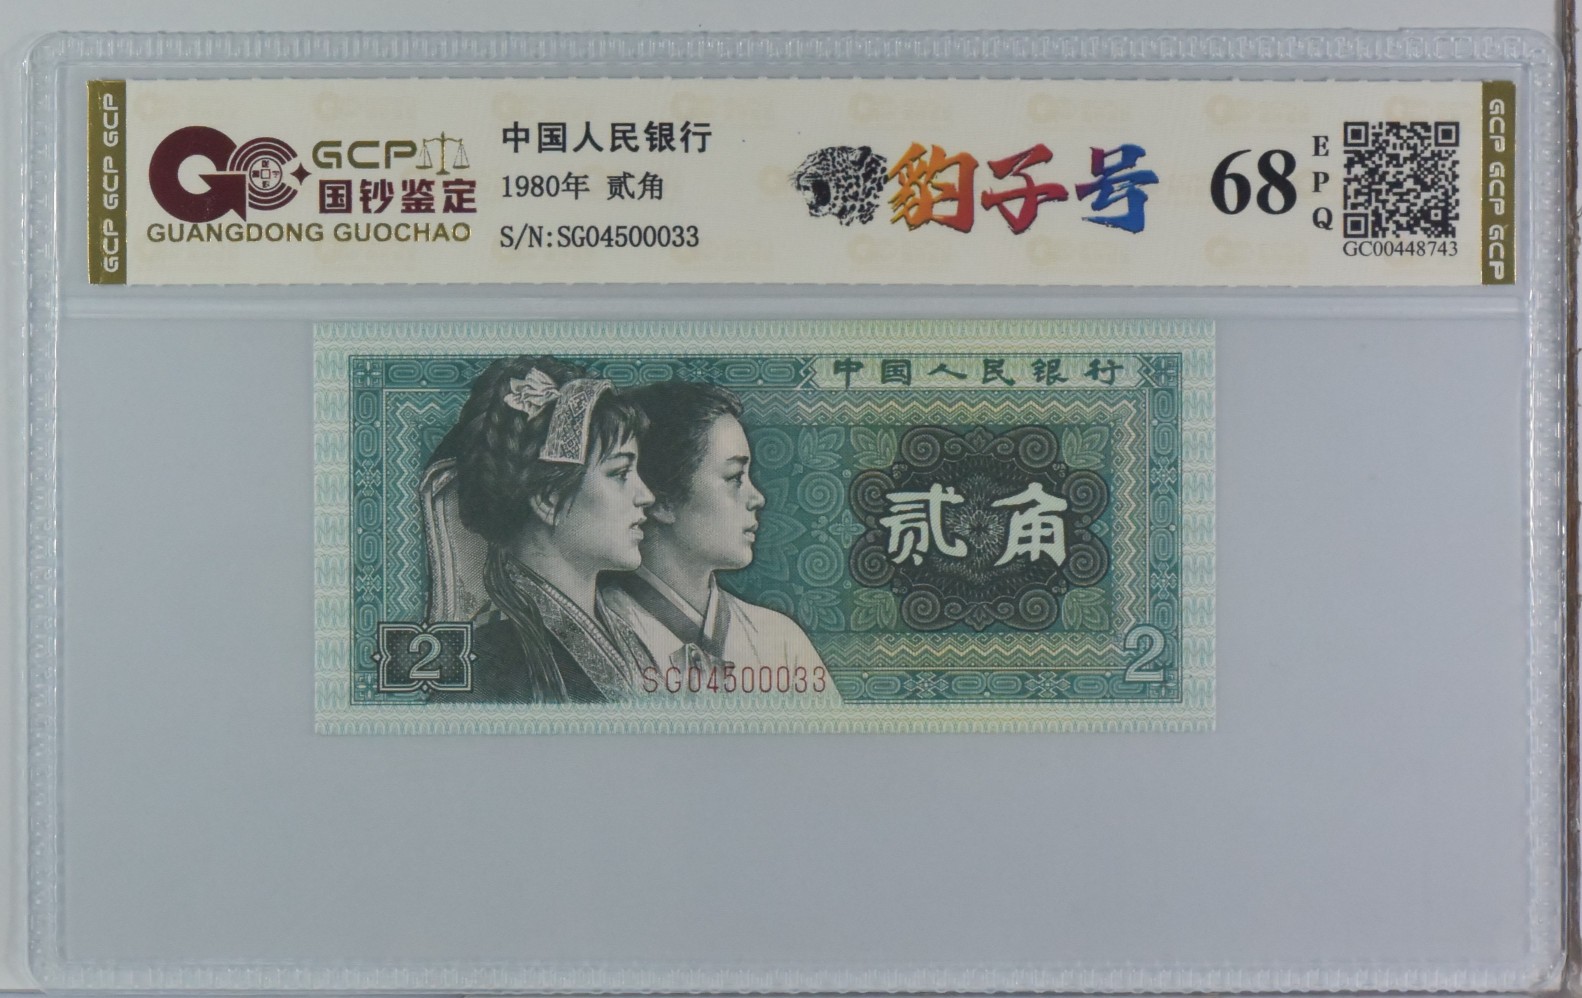 GCP GCP GCP
GCP
国钞鉴定
GUANGDONG GUOCHAO
中国人民银行
1980年 贰角
S/N:SG04500033
豹子号
68
EPQ
GC00448743
GCP GCP GCP
中国人民银行
贰角
2
SG04500033
2